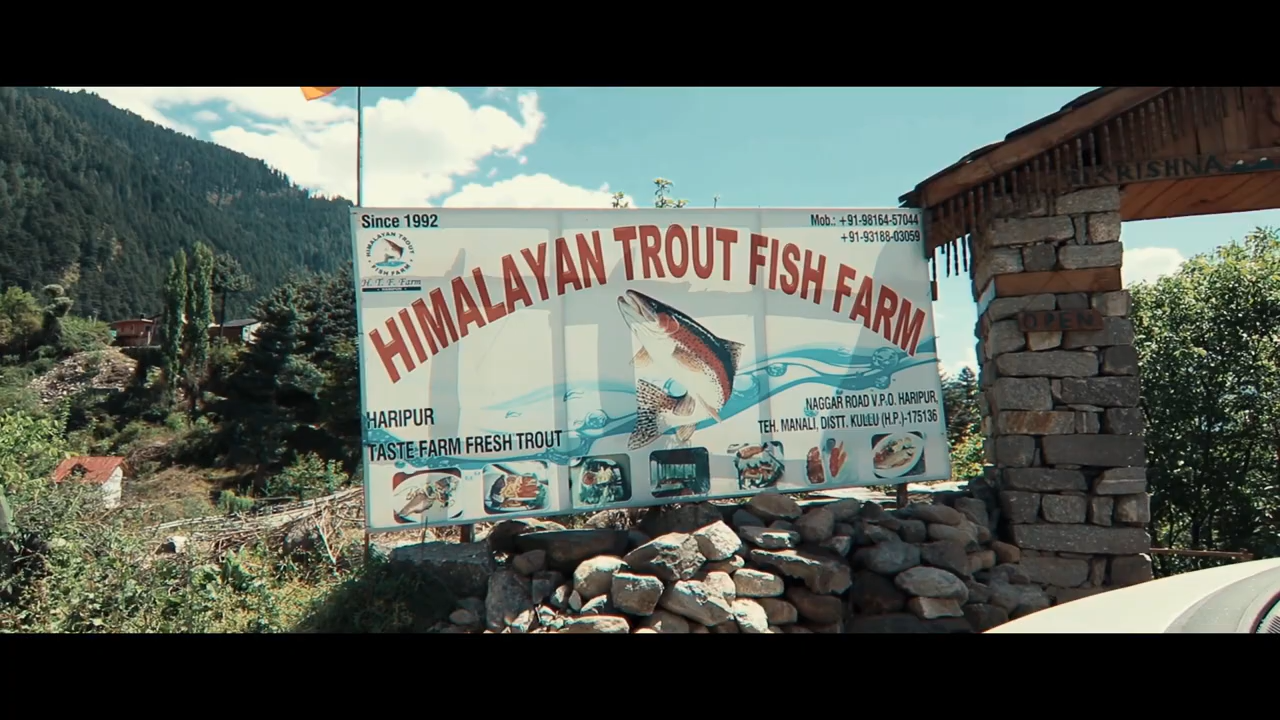 Since 1992
Mob.: +91-98164-57044
+91-93188-03059
HIMALAYAN TROUT
FISH FARM
H. T. F. Farm
HIMALAYAN TROUT FISH FARM
HARIPUR
TASTE FARM FRESH TROUT
NAGGAR ROAD V.P.O. HARIPUR,
TEH. MANALI, DISTT. KULLU (H.P.)-175136
KRISHNA
OPEN